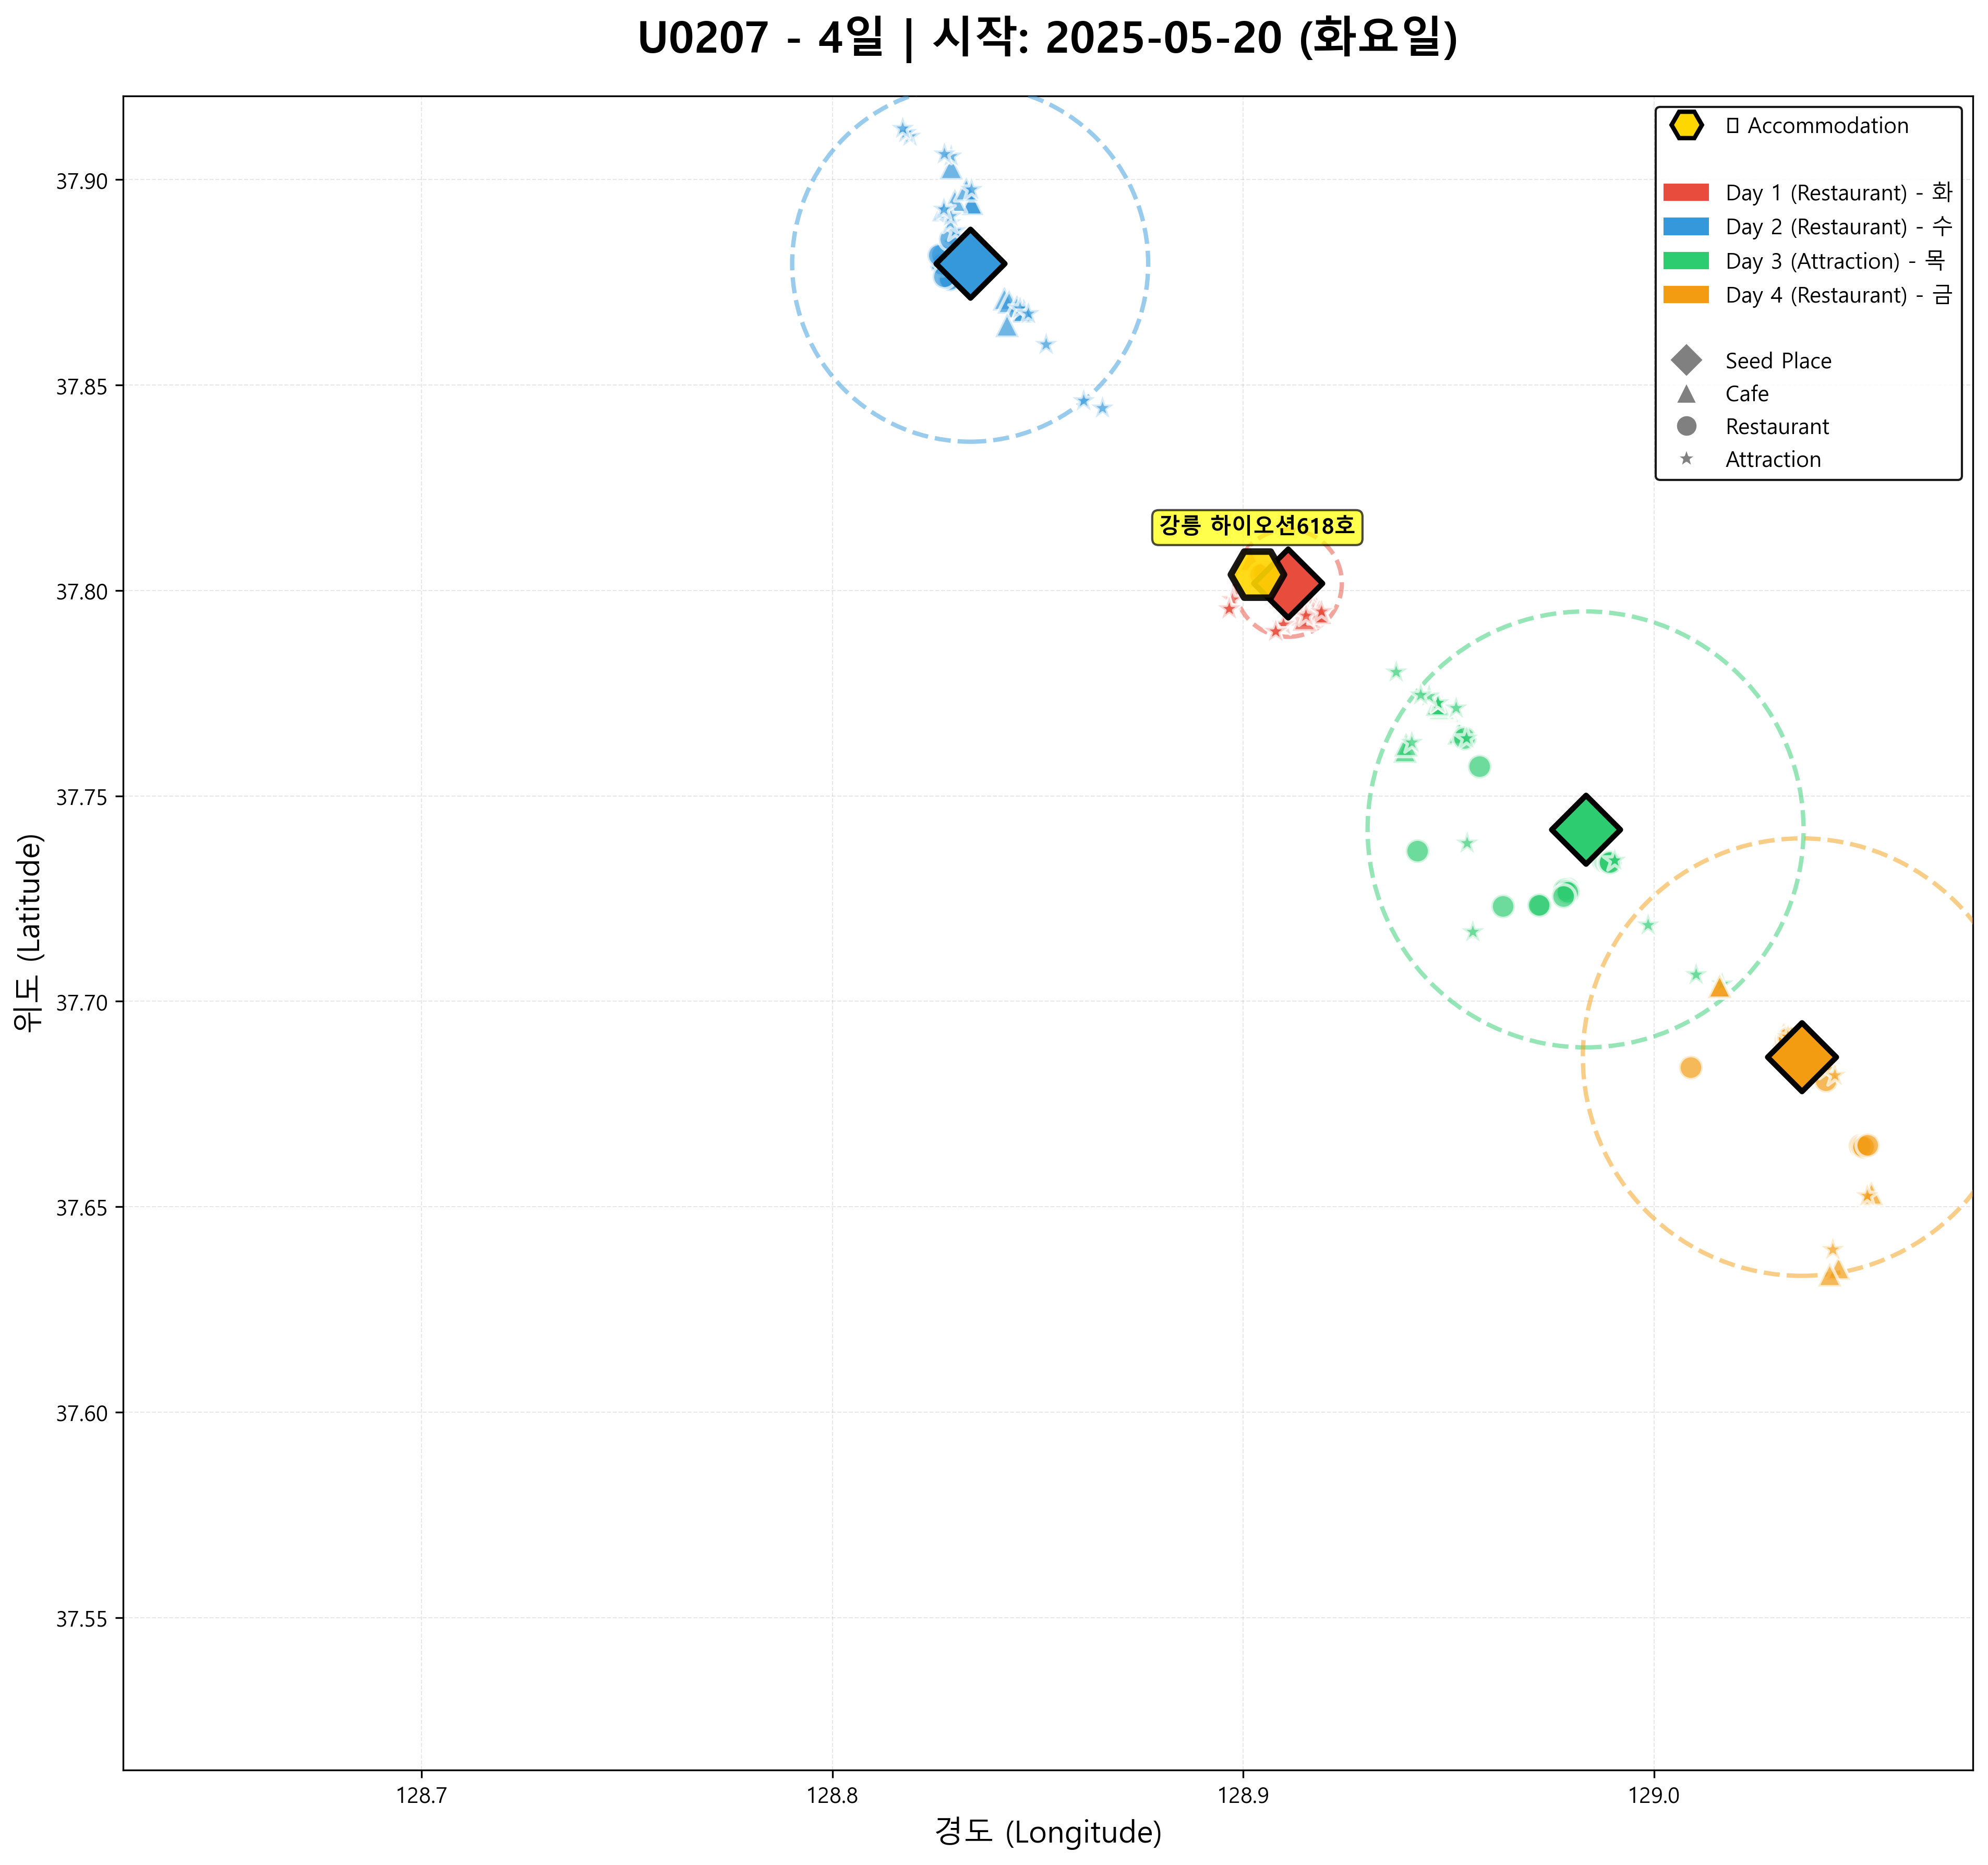 U0207 - 4일 | 시작: 2025-05-20 (화요일)
Accommodation
Day 1 (Restaurant) - 화
Day 2 (Restaurant) - 수
Day 3 (Attraction) - 목
Day 4 (Restaurant) - 금
Seed Place
Cafe
Restaurant
Attraction
강릉 하이오션618호
37.90
37.85
37.80
37.75
37.70
37.65
37.60
37.55
위도 (Latitude)
128.7 128.8 128.9 129.0
경도 (Longitude)